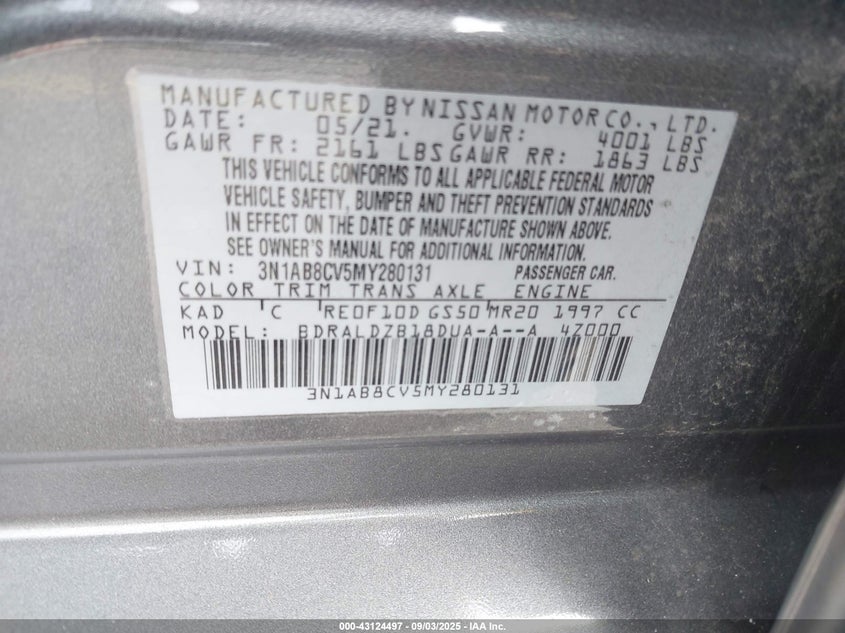 MANUFACTURED BY NISSAN MOTOR CO., LTD.
DATE: 05/21. GVWR: 4001 LBS
GAWR FR: 2161 LBS GAWR RR: 1863 LBS
THIS VEHICLE CONFORMS TO ALL APPLICABLE FEDERAL MOTOR
VEHICLE SAFETY, BUMPER AND THEFT PREVENTION STANDARDS
IN EFFECT ON THE DATE OF MANUFACTURE SHOWN ABOVE.
SEE OWNER'S MANUAL FOR ADDITIONAL INFORMATION.
VIN: 3N1AB8CV5MY280131 PASSENGER CAR.
COLOR TRIM TRANS AXLE ENGINE
KAD C RE0F10D GS50 MR20 1997 CC
MODEL: BDRALDZB18DUA-A--A 4Z000
3N1AB8CV5MY280131
000-43124497 - 09/03/2025 - IAA Inc.